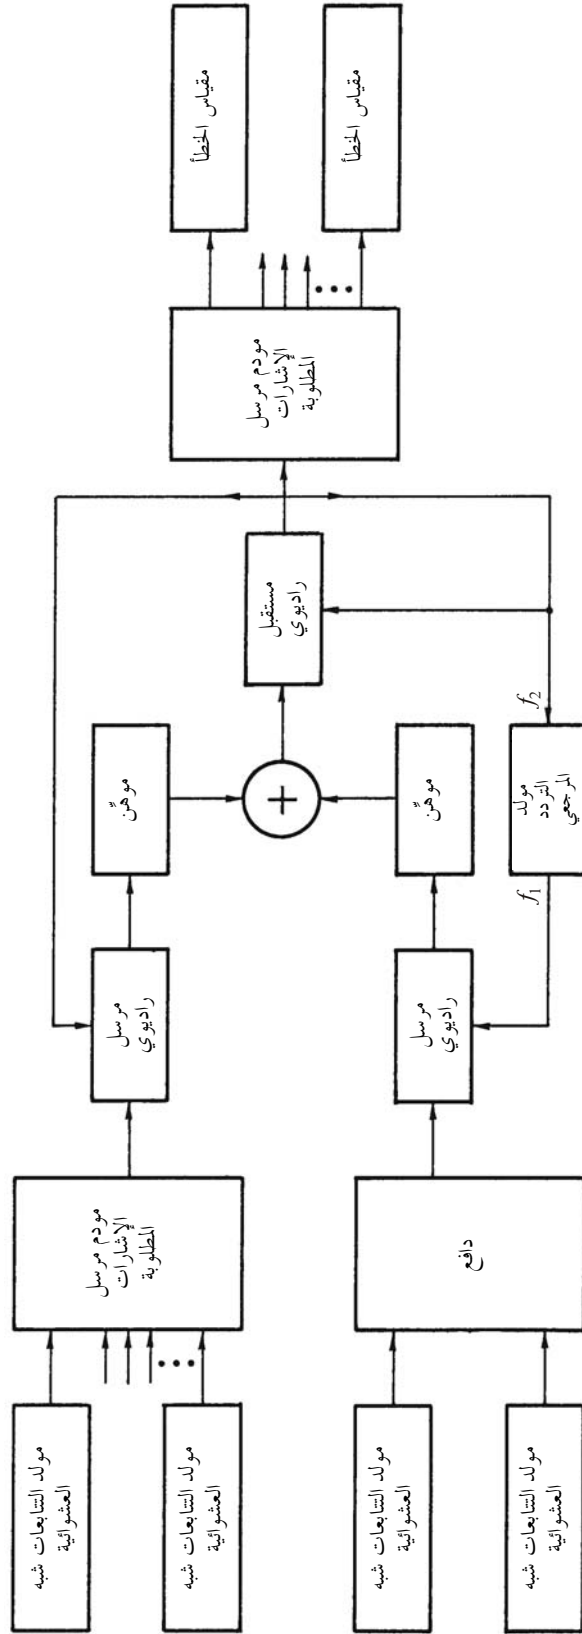 مولد التتابعات شبه
العشوائية
مولد التتابعات شبه
العشوائية
مودم مرسل
الإشارات
المطلوبة
مرسل
راديوي
موهّن
مستقبل
راديوي
مودم مرسل
الإشارات
المطلوبة
مقياس الخطأ
مقياس الخطأ
+
مولد التتابعات شبه
العشوائية
مولد التتابعات شبه
العشوائية
دافع
مرسل
راديوي
موهّن
f1
مولد
التردد
المرجعي
f2